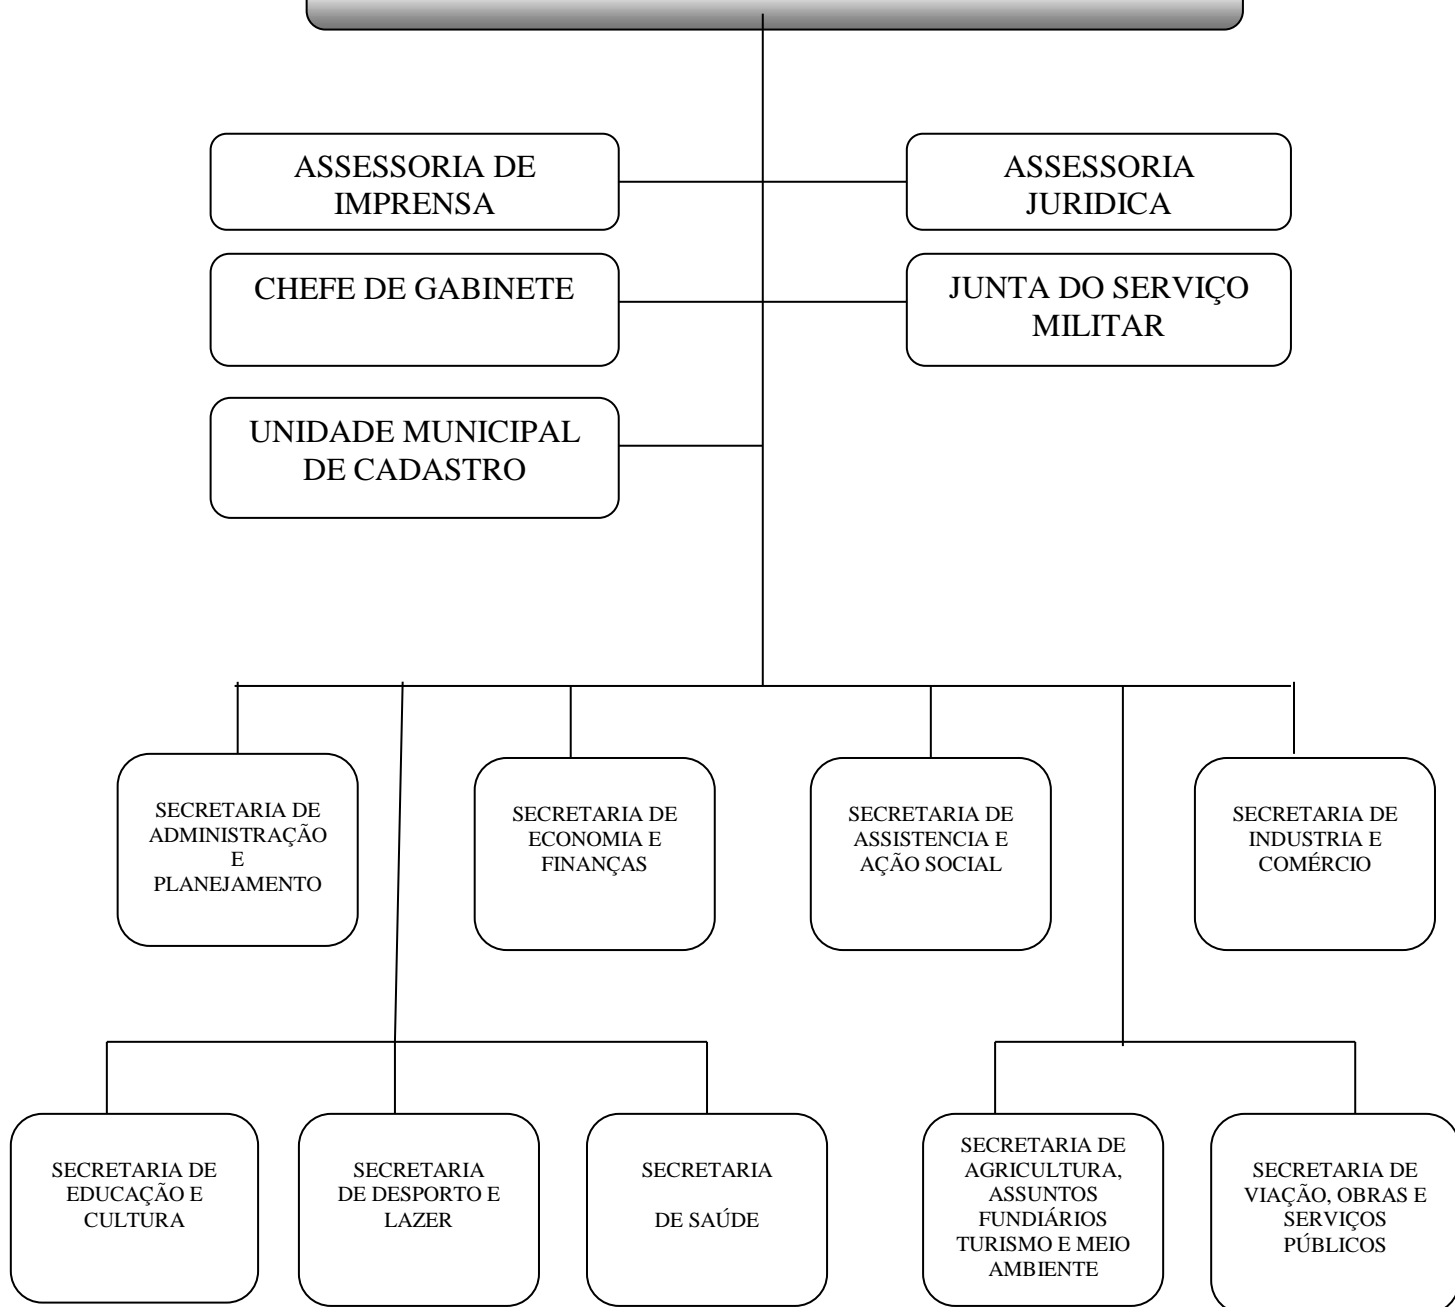 ASSESSORIA DE
IMPRENSA
ASSESSORIA
JURIDICA
CHEFE DE GABINETE
JUNTA DO SERVIÇO
MILITAR
UNIDADE MUNICIPAL
DE CADASTRO
SECRETARIA DE
ADMINISTRAÇÃO
E
PLANEJAMENTO
SECRETARIA DE
ECONOMIA E
FINANÇAS
SECRETARIA DE
ASSISTENCIA E
AÇÃO SOCIAL
SECRETARIA DE
INDUSTRIA E
COMÉRCIO
SECRETARIA DE
EDUCAÇÃO E
CULTURA
SECRETARIA
DE DESPORTO E
LAZER
SECRETARIA
DE SAÚDE
SECRETARIA DE
AGRICULTURA,
ASSUNTOS
FUNDIÁRIOS
TURISMO E MEIO
AMBIENTE
SECRETARIA DE
VIAÇÃO, OBRAS E
SERVIÇOS
PÚBLICOS